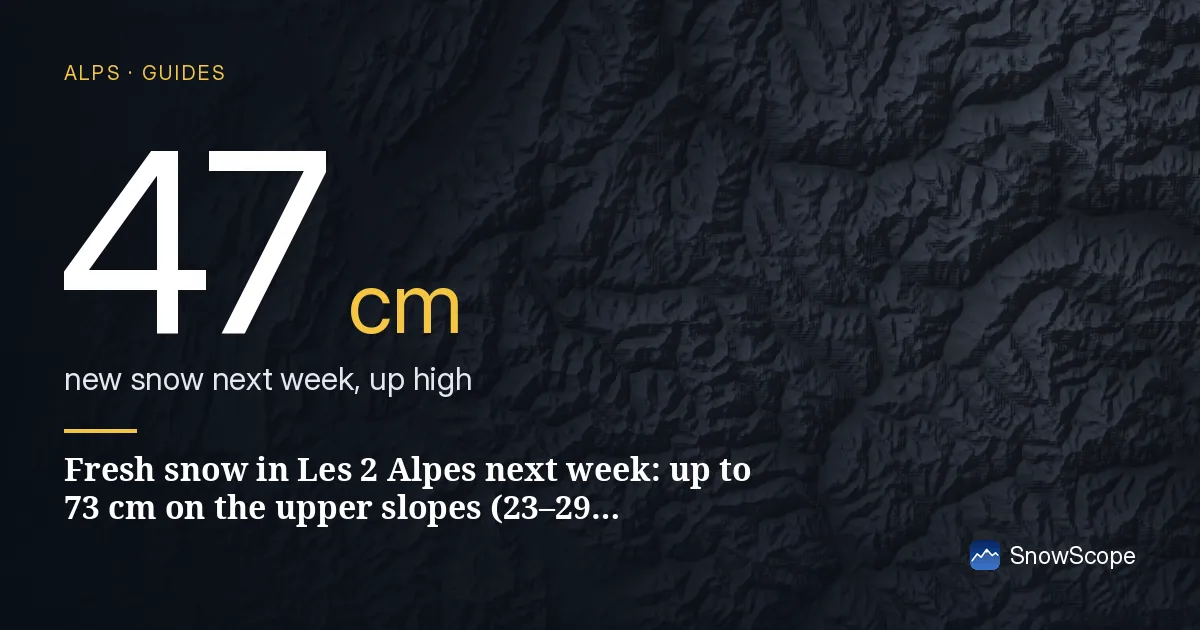 ALPS · GUIDES
47 cm
new snow next week, up high
Fresh snow in Les 2 Alpes next week: up to
73 cm on the upper slopes (23–29...
SnowScope